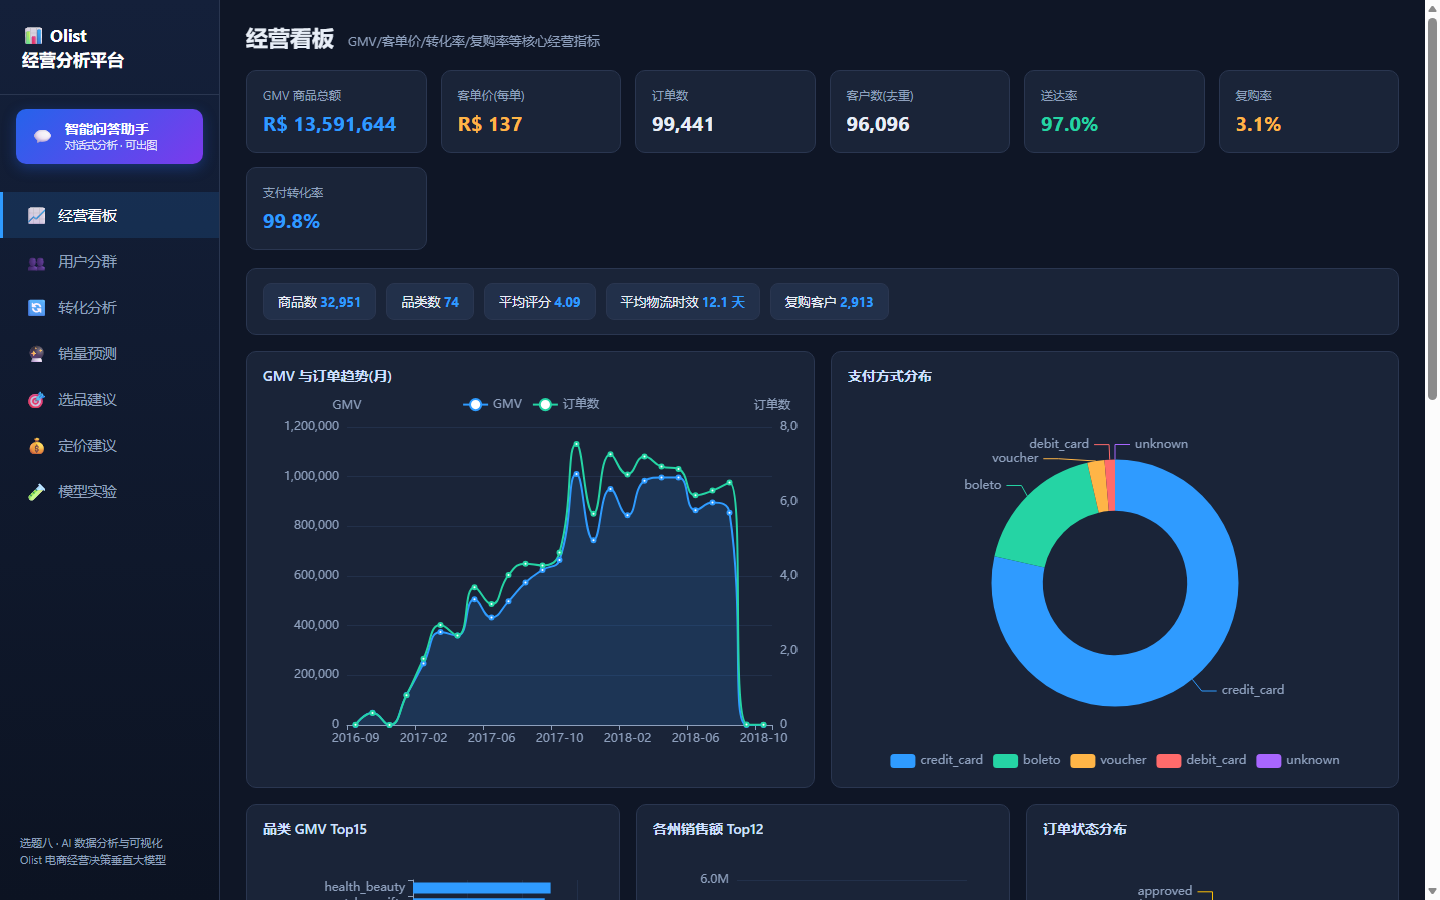 Olist
经营分析平台
智能问答助手
对话式分析 · 可出图
经营看板
用户分群
转化分析
销量预测
选品建议
定价建议
模型实验
选题八 · AI 数据分析与可视化
Olist 电商经营决策垂直大模型
经营看板 GMV/客单价/转化率/复购率等核心经营指标
GMV 商品总额
R$ 13,591,644
客单价(每单)
R$ 137
订单数
99,441
客户数(去重)
96,096
送达率
97.0%
复购率
3.1%
支付转化率
99.8%
商品数 32,951
品类数 74
平均评分 4.09
平均物流时效 12.1 天
复购客户 2,913
GMV 与订单趋势(月)
GMV
GMV
订单数
订单数
1,200,000
1,000,000
800,000
600,000
400,000
200,000
0
8,0
6,0
4,0
2,0
0
2016-09 2017-02 2017-06 2017-10 2018-02 2018-06 2018-10
支付方式分布
debit_card
unknown
voucher
boleto
credit_card
credit_card boleto voucher debit_card unknown
品类 GMV Top15
health_beauty
各州销售额 Top12
6.0M
订单状态分布
approved